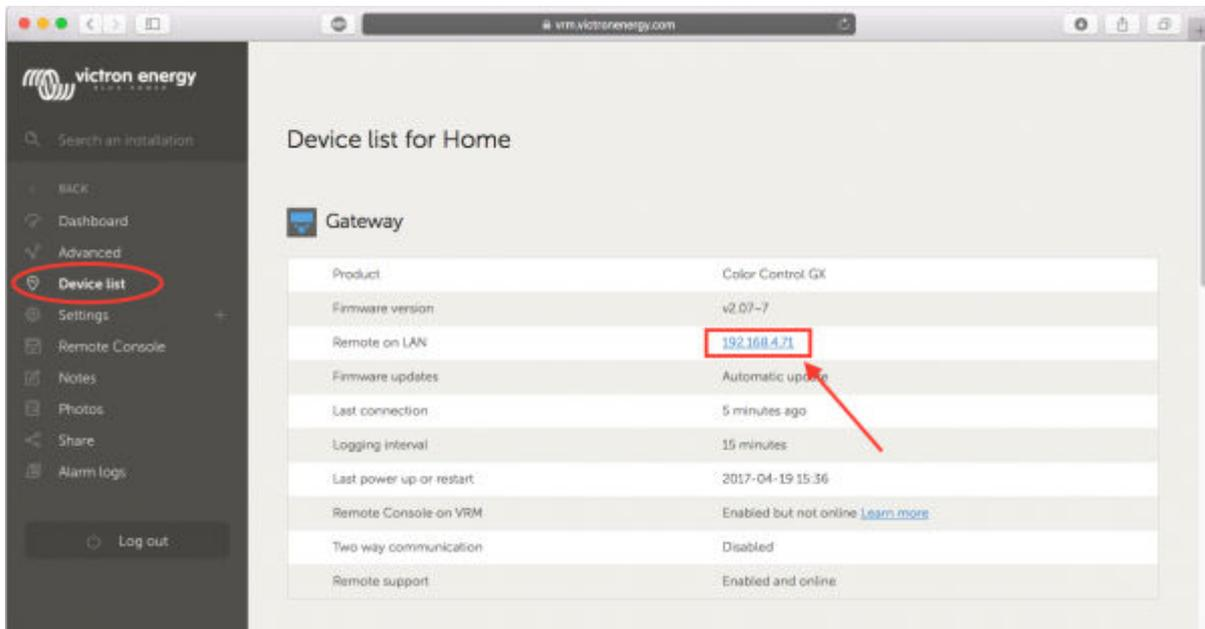 vrm.victronenergy.com
victron energy
BLUE POWER
Search an installation
BACK
Dashboard
Advanced
Device list
Settings
Remote Console
Notes
Photos
Share
Alarm logs
Log out
Device list for Home
Gateway
Product Color Control GX
Firmware version v2.07~7
Remote on LAN 192.168.4.71
Firmware updates Automatic update
Last connection 5 minutes ago
Logging interval 15 minutes
Last power up or restart 2017-04-19 15:36
Remote Console on VRM Enabled but not online Learn more
Two way communication Disabled
Remote support Enabled and online